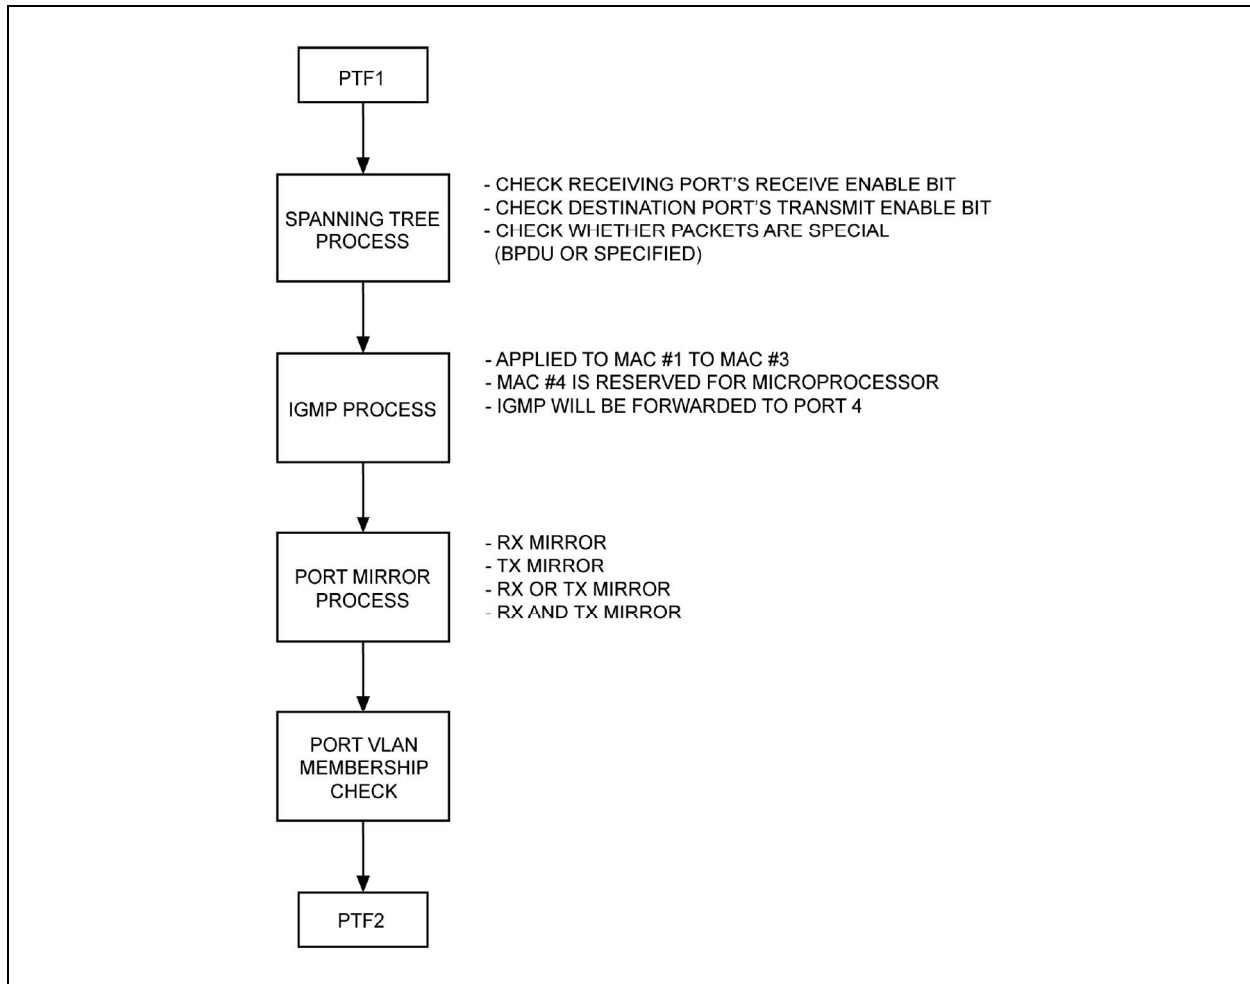 PTF1
SPANNING TREE
PROCESS
- CHECK RECEIVING PORT'S RECEIVE ENABLE BIT
- CHECK DESTINATION PORT'S TRANSMIT ENABLE BIT
- CHECK WHETHER PACKETS ARE SPECIAL
(BPDU OR SPECIFIED)
IGMP PROCESS
- APPLIED TO MAC #1 TO MAC #3
- MAC #4 IS RESERVED FOR MICROPROCESSOR
- IGMP WILL BE FORWARDED TO PORT 4
PORT MIRROR
PROCESS
- RX MIRROR
- TX MIRROR
- RX OR TX MIRROR
- RX AND TX MIRROR
PORT VLAN
MEMBERSHIP
CHECK
PTF2